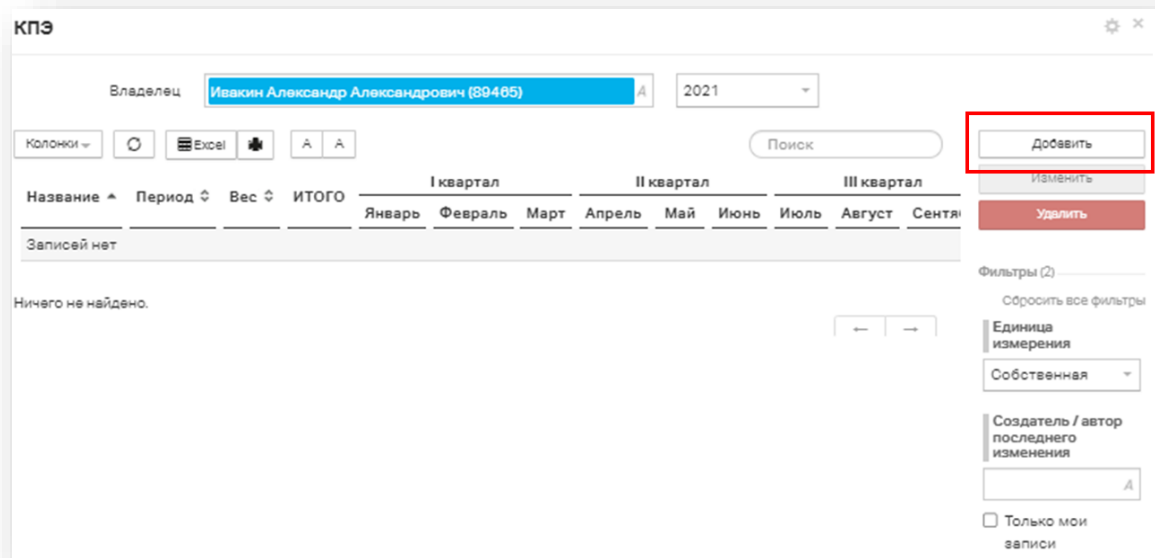 КПЭ
Владелец Ивакин Александр Александрович (89465) A 2021
Колонки Excel A A Поиск
Добавить
Изменить
Удалить
I квартал II квартал III квартал
Название Период Вес ИТОГО
Январь Февраль Март Апрель Май Июнь Июль Август Сентя
Записей нет
Ничего не найдено.
← →
Фильтры (2)
Сбросить все фильтры
Единица
измерения
Собственная
Создатель / автор
последнего
изменения
A
Только мои
записи